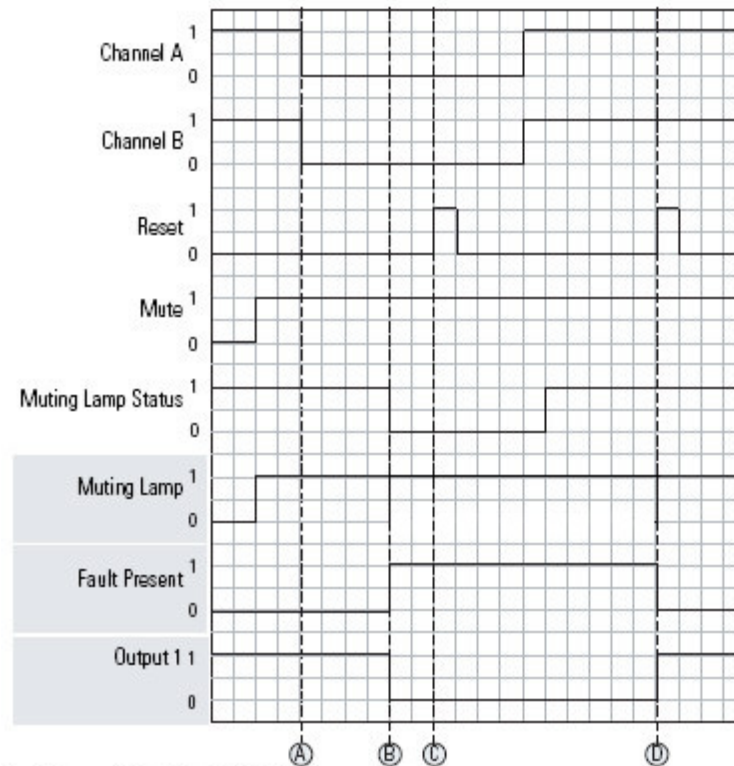 Channel A 1
0
Channel B 1
0
Reset 1
0
Mute 1
0
Muting Lamp Status 1
0
Muting Lamp 1
0
Fault Present 1
0
Output 1 1
0
A B C D